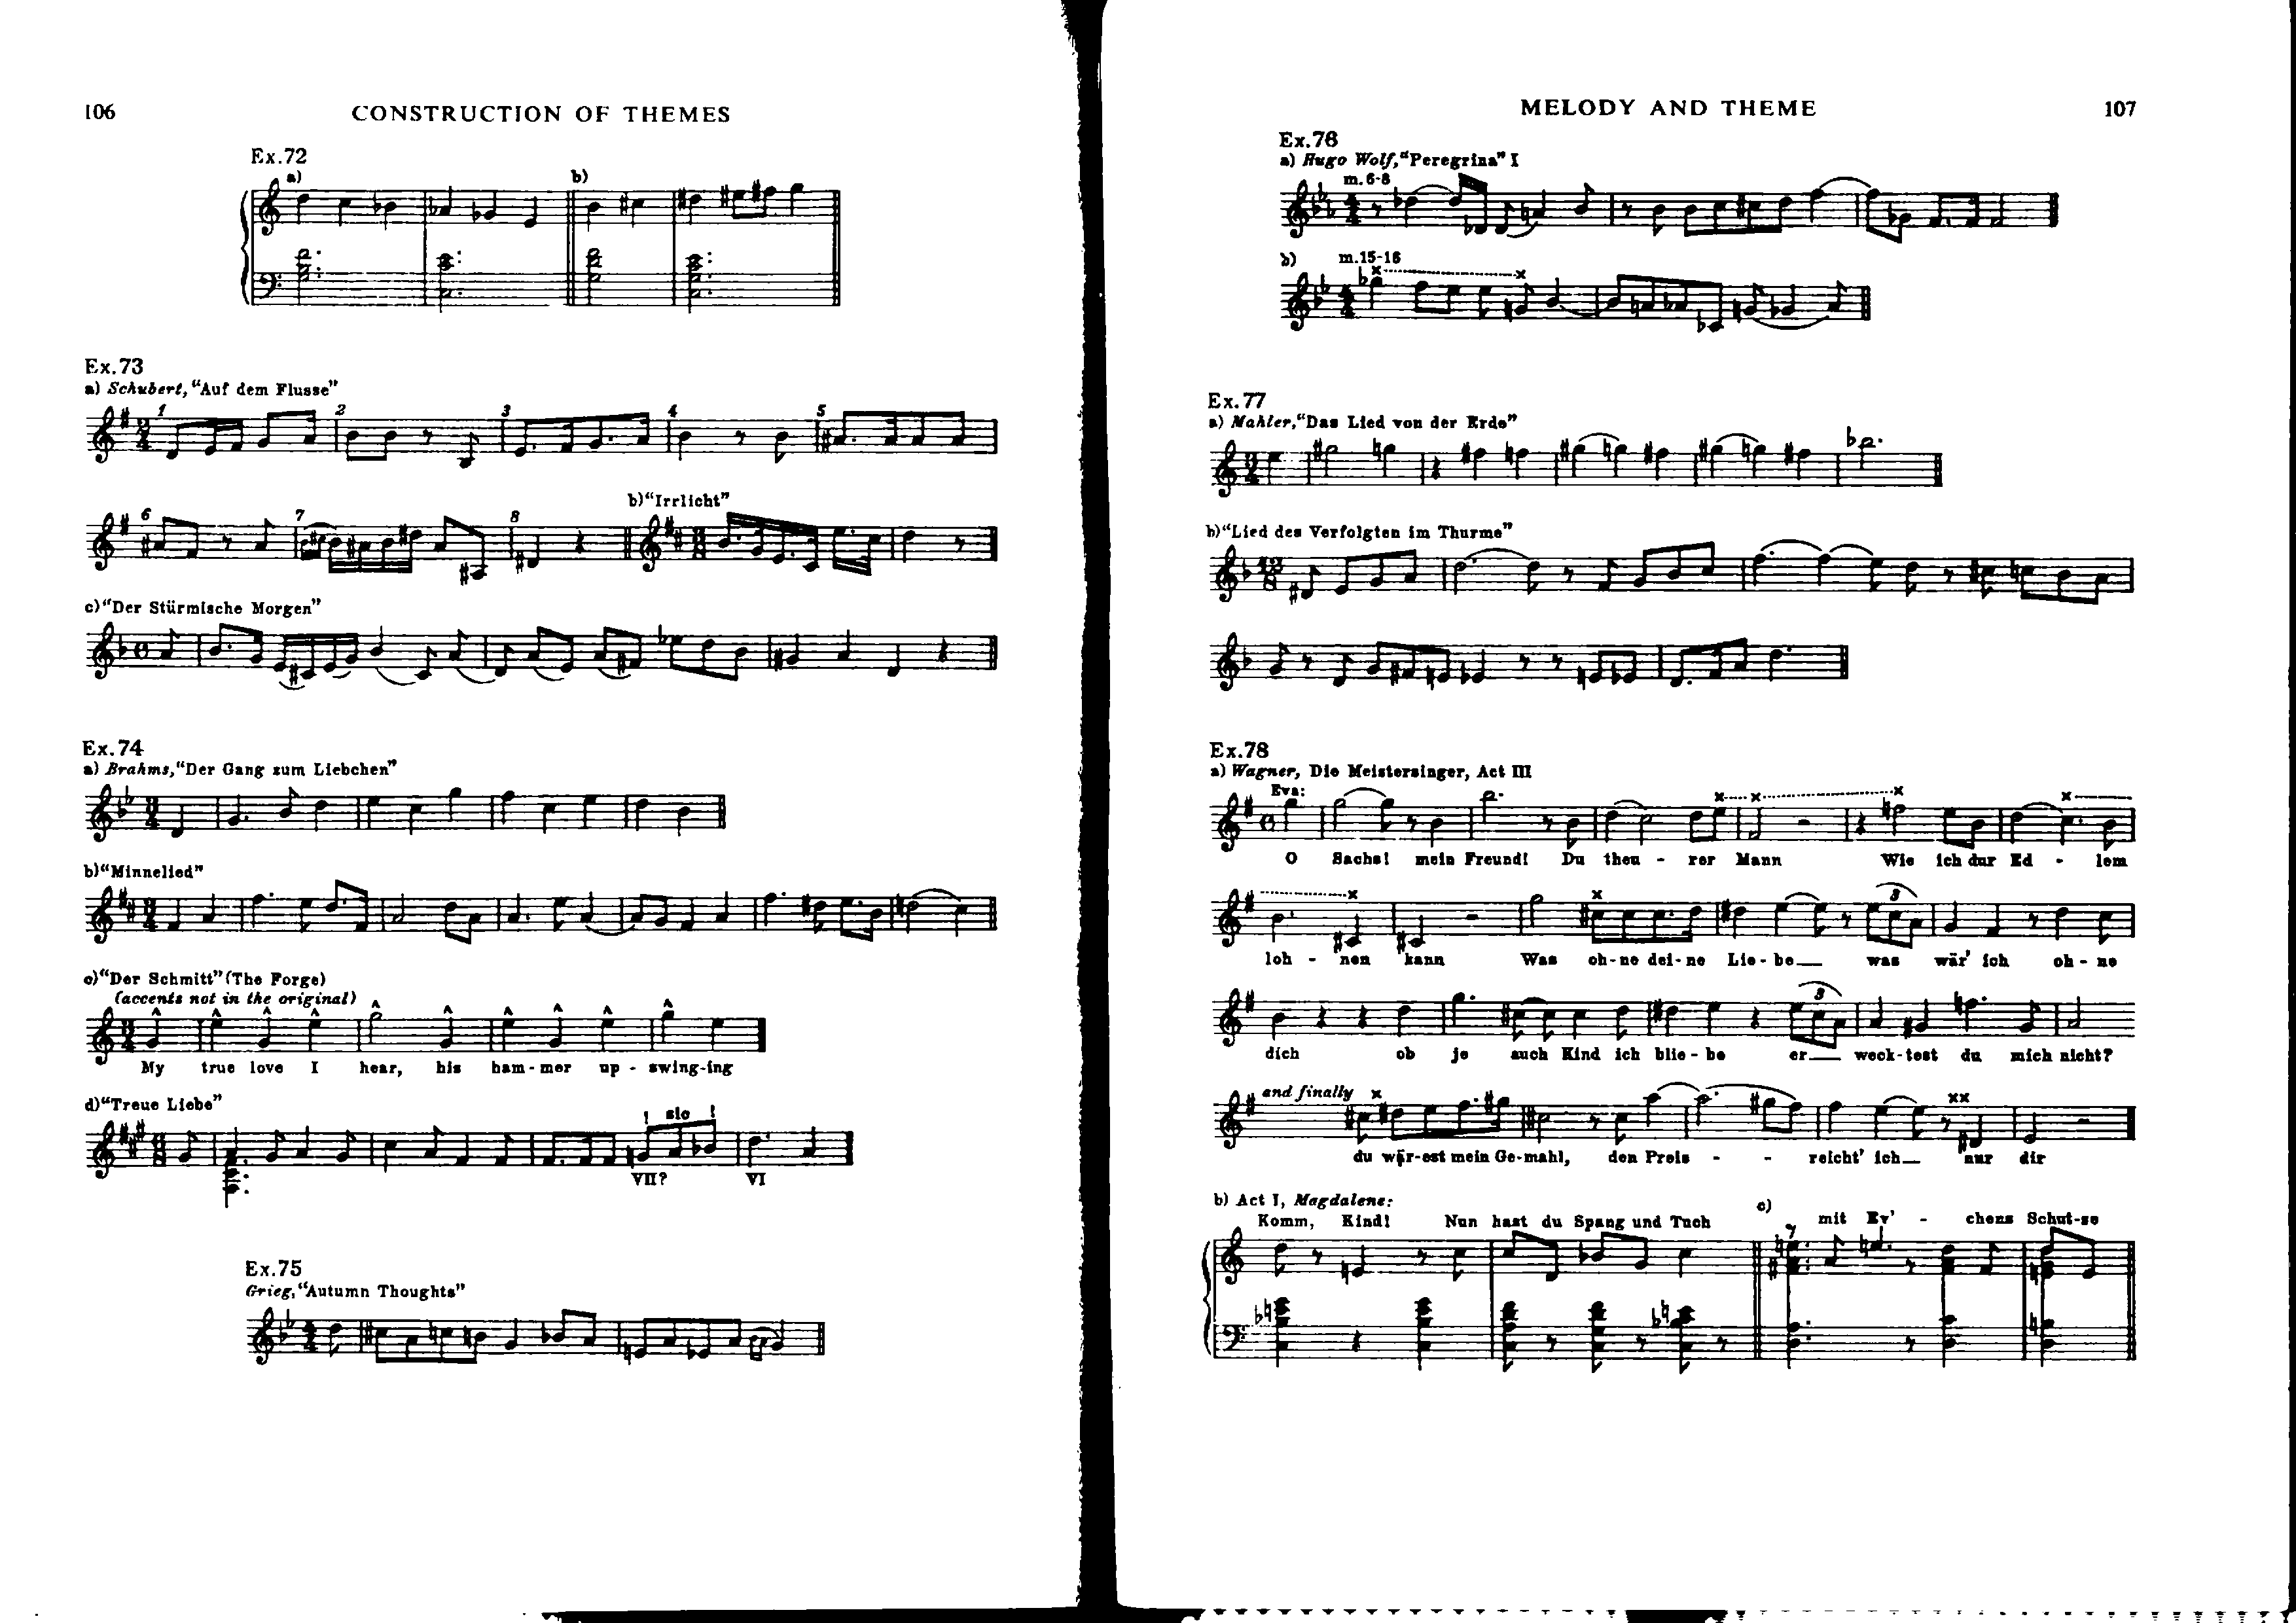 106
CONSTRUCTION OF THEMES
Ex.72
a)
b)
Ex.73
a) Schubert, “Auf dem Flusse”
1 2 3 4 5
6 7 8
b) “Irrlicht”
c) “Der Stürmische Morgen”
Ex.74
a) Brahms, “Der Gang zum Liebchen”
b) “Minnelied”
c) “Der Schmitt” (The Forge)
(accents not in the original)
My true love I hear, his ham-mer up - swing-ing
d) “Treue Liebe”
! sic !
VII? VI
Ex.75
Grieg, “Autumn Thoughts”
MELODY AND THEME
107
Ex.76
a) Hugo Wolf, “Peregrina” I
m. 6-8
b) m.15-16
Ex.77
a) Mahler, “Das Lied von der Erde”
b) “Lied des Verfolgten im Thurme”
Ex.78
a) Wagner, Die Meistersinger, Act III
Eva:
O Sachs! mein Freund! Du theu - rer Mann Wie ich dur Ed - lem
3
loh - nen kann Was oh-ne dei-ne Lie-be was wär' ich oh - ne
3
dich ob je auch Kind ich blie - be er weck-test du mich nicht?
and finally
du wär-est mein Ge-mahl, den Preis - - reicht' ich nur dir
b) Act I, Magdalene:
Komm, Kind! Nun hast du Spang und Tuch
c)
mit Ev' - chens Schut-se